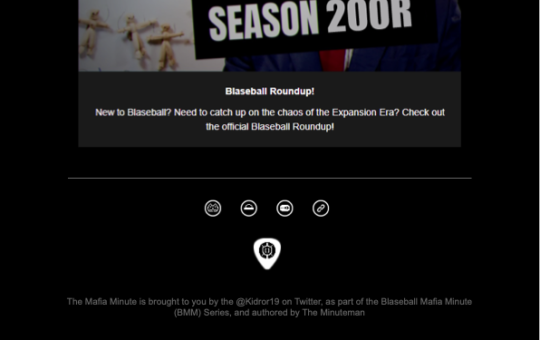 SEASON 200R
Blaseball Roundup!
New to Blaseball? Need to catch up on the chaos of the Expansion Era? Check out
the official Blaseball Roundup!
The Mafia Minute is brought to you by the @Kidror19 on Twitter, as part of the Blaseball Mafia Minute
(BMM) Series, and authored by The Minuteman